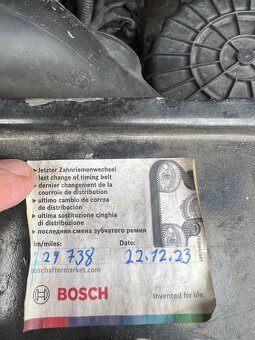 letzter Zahnriemenwechsel
last change of timing belt
dernier changement de la
courroie de distribution
ultimo cambio de correa
de distribución
ultima sostituzione cinghia
di distribuzione
последняя смена зубчатого ремня
km/miles: Date:
229 738 22.12.23
boschaftermarket.com
BOSCH
Invented for life